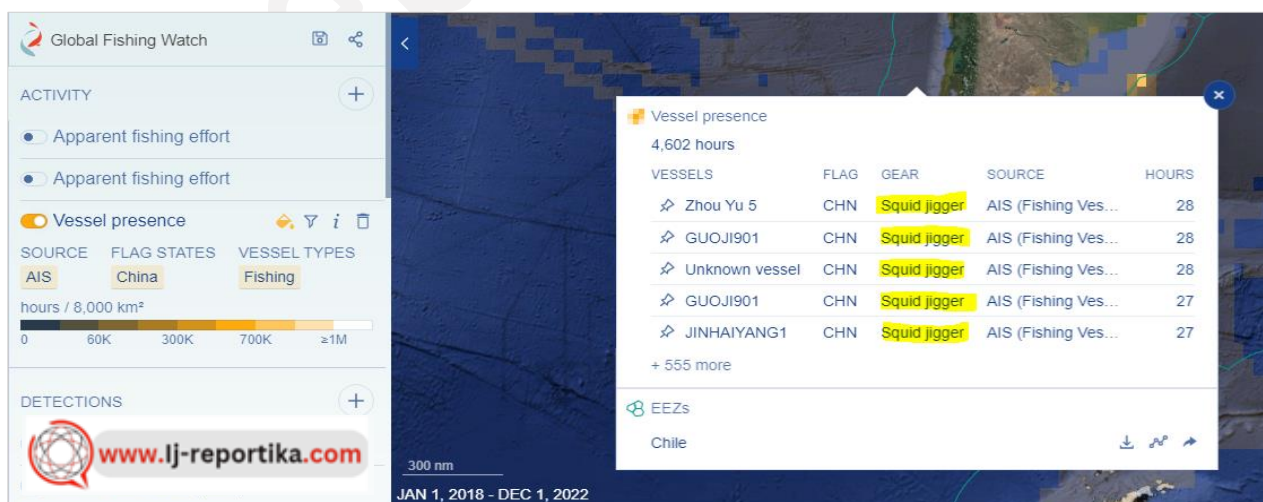 Global Fishing Watch
ACTIVITY
Apparent fishing effort
Apparent fishing effort
Vessel presence
SOURCE FLAG STATES VESSEL TYPES
AIS China Fishing
hours / 8,000 km²
0 60K 300K 700K ≥1M
DETECTIONS
www.lj-reportika.com
Vessel presence
4,602 hours
VESSELS FLAG GEAR SOURCE HOURS
Zhou Yu 5 CHN Squid jigger AIS (Fishing Ves... 28
GUOJI901 CHN Squid jigger AIS (Fishing Ves... 28
Unknown vessel CHN Squid jigger AIS (Fishing Ves... 28
GUOJI901 CHN Squid jigger AIS (Fishing Ves... 27
JINHAIYANG1 CHN Squid jigger AIS (Fishing Ves... 27
+ 555 more
EEZs
Chile
300 nm
JAN 1, 2018 - DEC 1, 2022